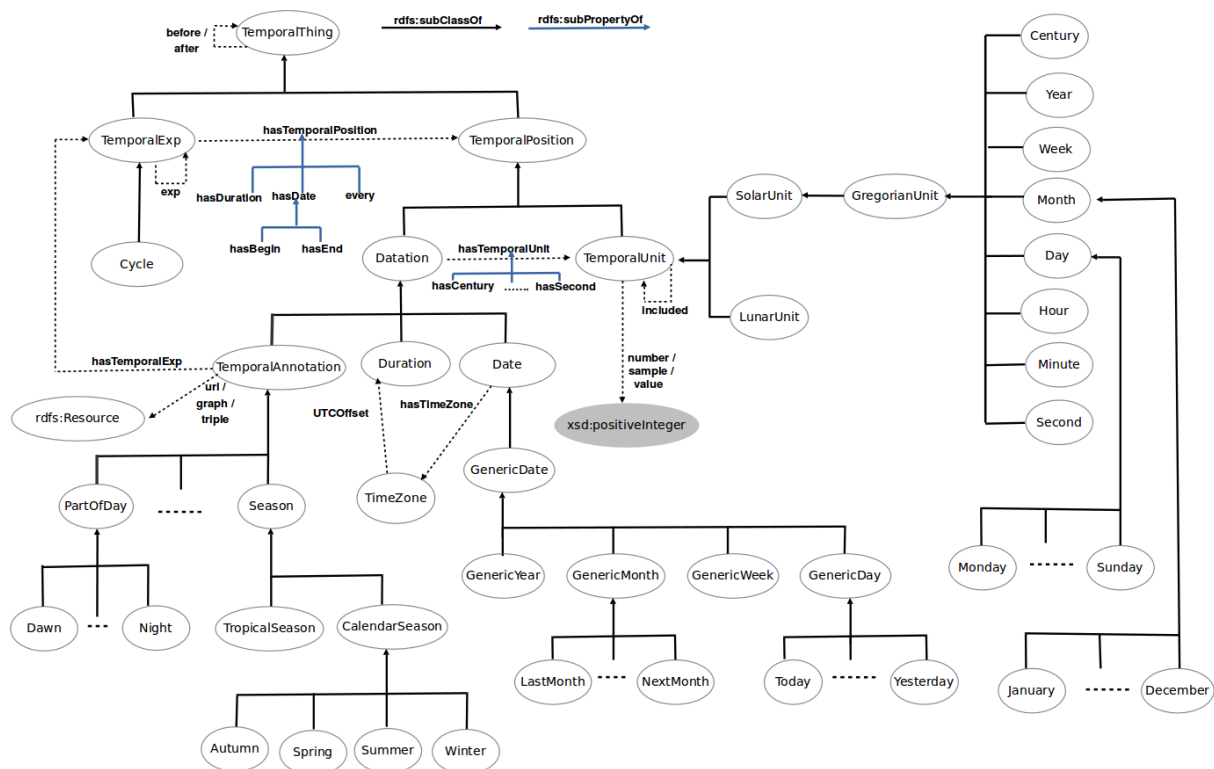 TemporalThing
rdfs:subClassOf
rdfs:subPropertyOf
before /
after
Century
Year
Week
Month
Day
Hour
Minute
Second
TemporalExp
hasTemporalPosition
TemporalPosition
exp
hasDuration
hasDate
every
hasBegin
hasEnd
Cycle
SolarUnit
GregorianUnit
LunarUnit
Datation
hasTemporalUnit
TemporalUnit
hasCentury
.......
hasSecond
included
number /
sample /
value
xsd:positiveInteger
hasTemporalExp
TemporalAnnotation
Duration
Date
url /
graph /
triple
rdfs:Resource
UTCOffset
hasTimeZone
TimeZone
GenericDate
PartOfDay
Season
GenericYear
GenericMonth
GenericWeek
GenericDay
Monday
Sunday
Dawn
Night
TropicalSeason
CalendarSeason
LastMonth
NextMonth
Today
Yesterday
January
December
Autumn
Spring
Summer
Winter